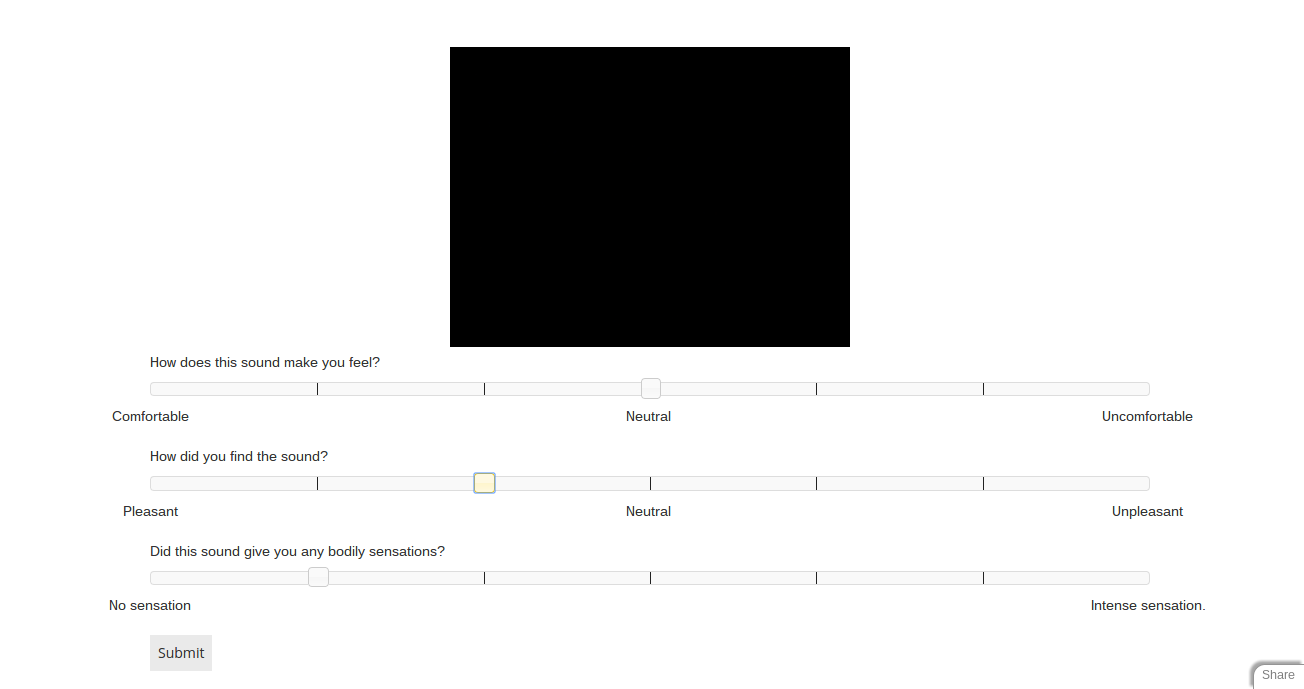 How does this sound make you feel?
Comfortable Neutral Uncomfortable
How did you find the sound?
Pleasant Neutral Unpleasant
Did this sound give you any bodily sensations?
No sensation Intense sensation.
Submit
Share